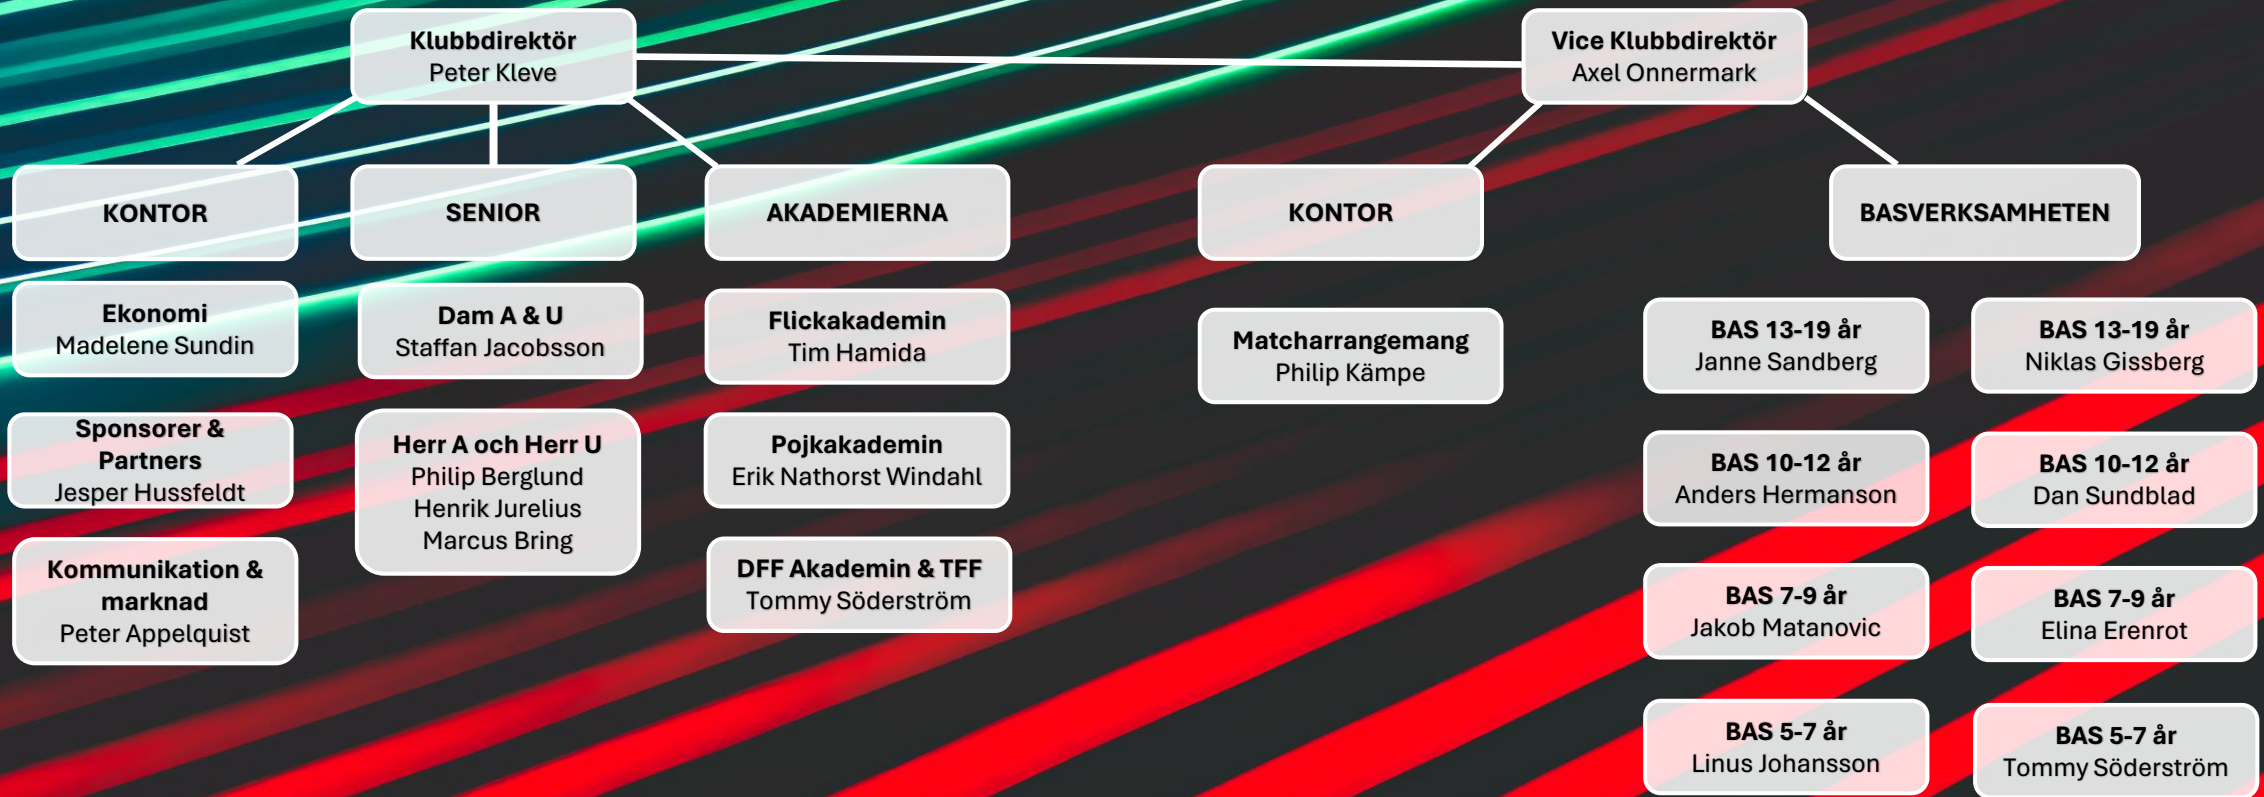 Klubbdirektör
Peter Kleve
Vice Klubbdirektör
Axel Onnermark
KONTOR
SENIOR
AKADEMIERNA
KONTOR
BASVERKSAMHETEN
Ekonomi
Madelene Sundin
Sponsorer &
Partners
Jesper Hussfeldt
Kommunikation &
marknad
Peter Appelquist
Dam A & U
Staffan Jacobsson
Herr A och Herr U
Philip Berglund
Henrik Jurelius
Marcus Bring
Flickakademin
Tim Hamida
Pojkakademin
Erik Nathorst Windahl
DFF Akademin & TFF
Tommy Söderström
Matcharrangemang
Philip Kämpe
BAS 13-19 år
Janne Sandberg
BAS 13-19 år
Niklas Gissberg
BAS 10-12 år
Anders Hermanson
BAS 10-12 år
Dan Sundblad
BAS 7-9 år
Jakob Matanovic
BAS 7-9 år
Elina Erenrot
BAS 5-7 år
Linus Johansson
BAS 5-7 år
Tommy Söderström